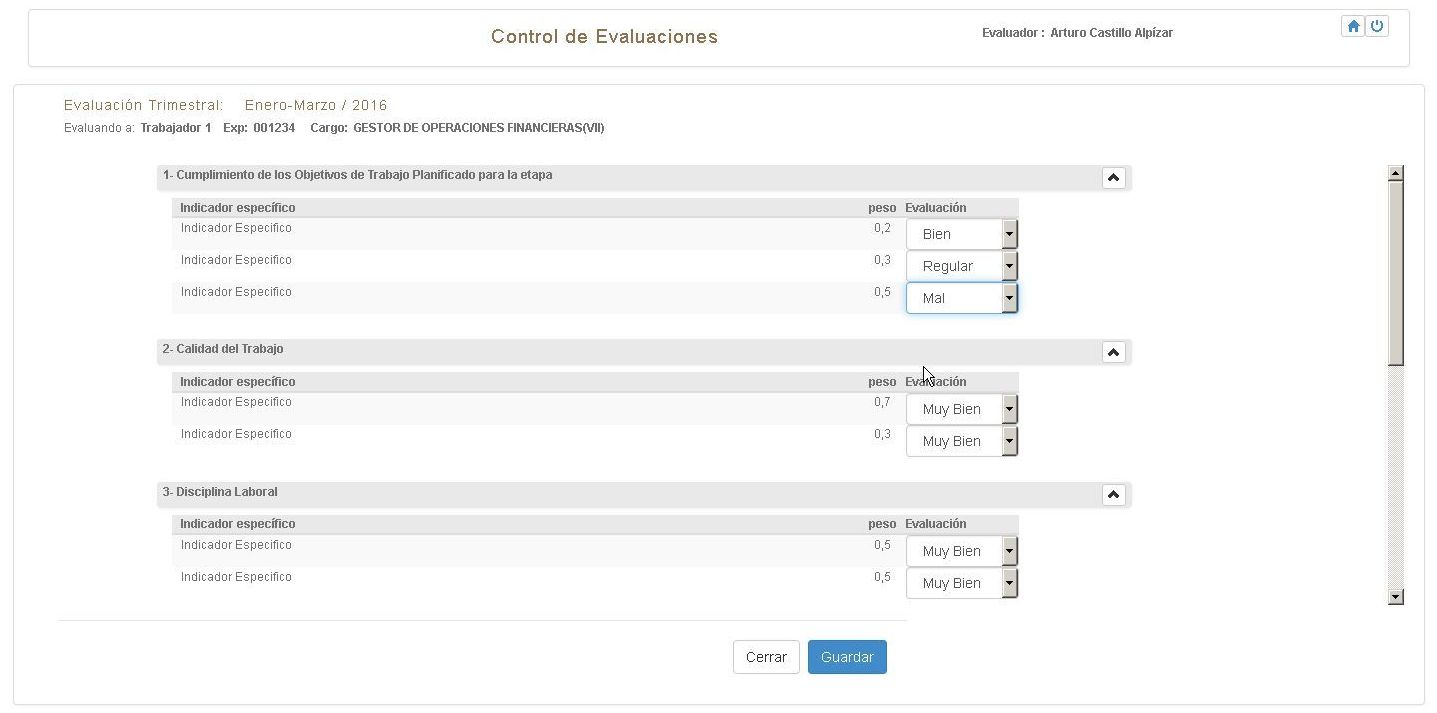 Control de Evaluaciones
Evaluador : Arturo Castillo Alpízar
Evaluación Trimestral: Enero-Marzo / 2016
Evaluando a: Trabajador 1 Exp: 001234 Cargo: GESTOR DE OPERACIONES FINANCIERAS(VII)
1- Cumplimiento de los Objetivos de Trabajo Planificado para la etapa
Indicador específico peso Evaluación
Indicador Especifico 0,2 Bien
Indicador Especifico 0,3 Regular
Indicador Especifico 0,5 Mal
2- Calidad del Trabajo
Indicador específico peso Evaluación
Indicador Especifico 0,7 Muy Bien
Indicador Especifico 0,3 Muy Bien
3- Disciplina Laboral
Indicador específico peso Evaluación
Indicador Especifico 0,5 Muy Bien
Indicador Especifico 0,5 Muy Bien
Cerrar Guardar